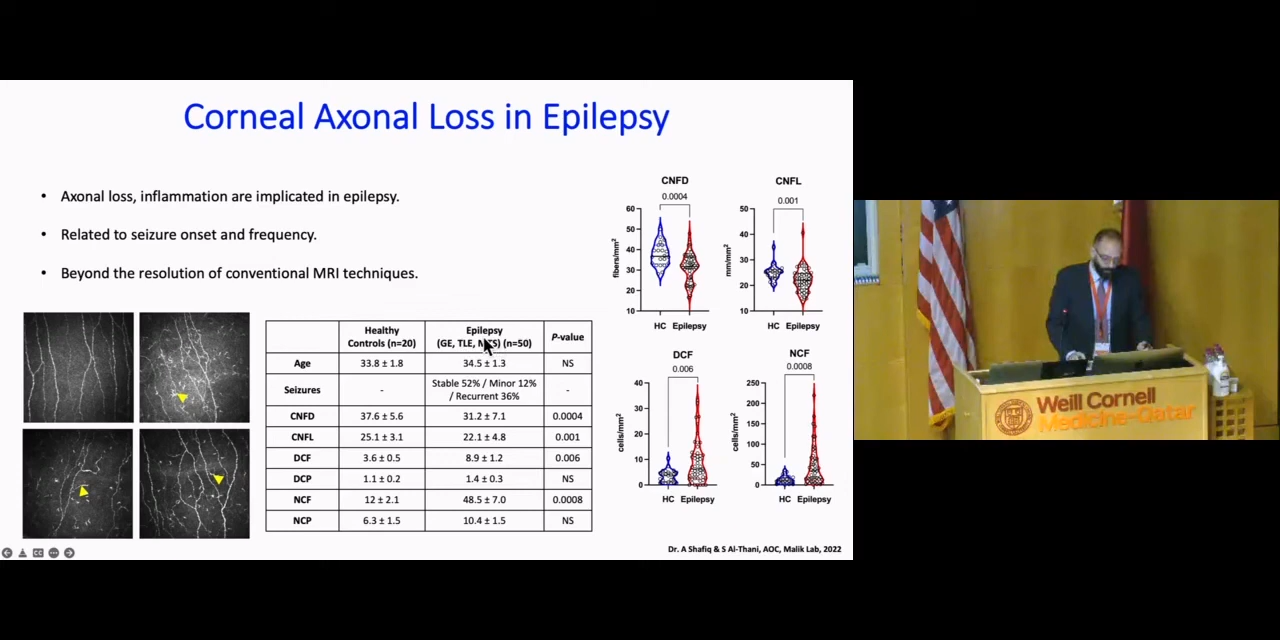 Corneal Axonal Loss in Epilepsy
• Axonal loss, inflammation are implicated in epilepsy.
• Related to seizure onset and frequency.
• Beyond the resolution of conventional MRI techniques.
Healthy Controls (n=20) Epilepsy (GE, TLE, (n=50) P-value
Age 33.8 ± 1.8 34.5 ± 1.3 NS
Seizures - Stable 52% / Minor 12% / Recurrent 36% -
CNFD 37.6 ± 5.6 31.2 ± 7.1 0.0004
CNFL 25.1 ± 3.1 22.1 ± 4.8 0.001
DCF 3.6 ± 0.5 8.9 ± 1.2 0.006
DCP 1.1 ± 0.2 1.4 ± 0.3 NS
NCF 12 ± 2.1 48.5 ± 7.0 0.0008
NCP 6.3 ± 1.5 10.4 ± 1.5 NS
CNFD
0.0004
fibers/mm²
60
50
40
30
20
10
HC Epilepsy
CNFL
0.001
mm/mm²
50
40
30
20
10
HC Epilepsy
DCF
0.006
cells/mm²
40
30
20
10
0
HC Epilepsy
NCF
0.0008
cells/mm²
250
200
150
100
50
0
HC Epilepsy
Dr. A Shafiq & S Al-Thani, AOC, Malik Lab, 2022
CC
Weill Cornell
Medicine-Qatar